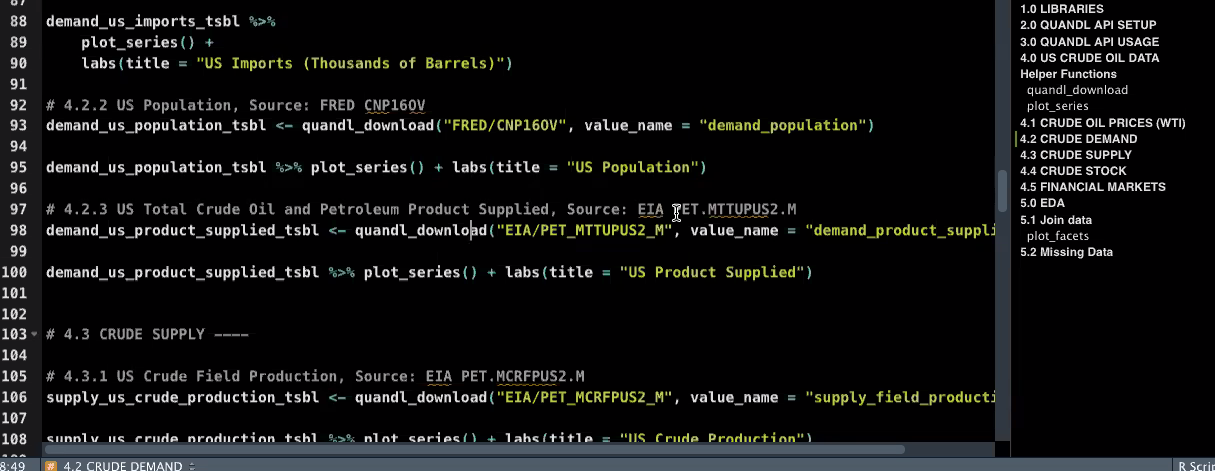 87
88 demand_us_imports_tsbl %>%
89 plot_series() +
90 labs(title = "US Imports (Thousands of Barrels)")
91
92 # 4.2.2 US Population, Source: FRED CNP16OV
93 demand_us_population_tsbl <- quandl_download("FRED/CNP16OV", value_name = "demand_population")
94
95 demand_us_population_tsbl %>% plot_series() + labs(title = "US Population")
96
97 # 4.2.3 US Total Crude Oil and Petroleum Product Supplied, Source: EIA PET.MTTUPUS2.M
98 demand_us_product_supplied_tsbl <- quandl_download("EIA/PET_MTTUPUS2_M", value_name = "demand_product_suppli
99
100 demand_us_product_supplied_tsbl %>% plot_series() + labs(title = "US Product Supplied")
101
102
103 # 4.3 CRUDE SUPPLY ----
104
105 # 4.3.1 US Crude Field Production, Source: EIA PET.MCRFPUS2.M
106 supply_us_crude_production_tsbl <- quandl_download("EIA/PET_MCRFPUS2_M", value_name = "supply_field_producti
107
108 supply_us_crude_production_tsbl %>% plot_series() + labs(title = "US Crude Production")
8:49 # 4.2 CRUDE DEMAND
R Scrip
1.0 LIBRARIES
2.0 QUANDL API SETUP
3.0 QUANDL API USAGE
4.0 US CRUDE OIL DATA
Helper Functions
quandl_download
plot_series
4.1 CRUDE OIL PRICES (WTI)
4.2 CRUDE DEMAND
4.3 CRUDE SUPPLY
4.4 CRUDE STOCK
4.5 FINANCIAL MARKETS
5.0 EDA
5.1 Join data
plot_facets
5.2 Missing Data